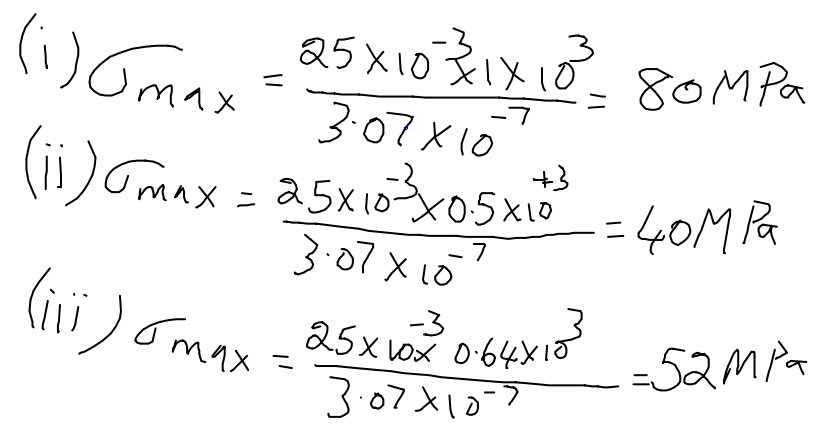 (i) σmax = 25×10⁻³×1×10³ / 3·07×10⁻⁷ = 80MPa
(ii) σmax = 25×10⁻³×0.5×10⁺³ / 3·07×10⁻⁷ = 40MPa
(iii) σmax = 25×10⁻³× 0·64×10³ / 3·07×10⁻⁷ = 52MPa